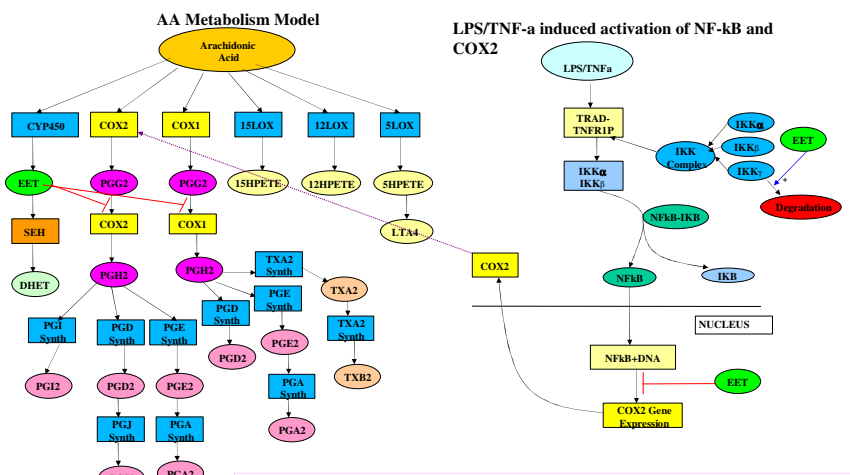 AA Metabolism Model
LPS/TNF-a induced activation of NF-kB and
COX2
Arachidonic
Acid
CYP450
COX2
COX1
15LOX
12LOX
5LOX
EET
PGG2
PGG2
15HPETE
12HPETE
5HPETE
SEH
COX2
COX1
LTA4
DHET
PGH2
PGH2
TXA2
Synth
TXA2
PGI
Synth
PGD
Synth
PGE
Synth
PGD
Synth
PGE
Synth
TXA2
Synth
PGI2
PGD2
PGE2
PGD2
PGE2
TXB2
PGJ
Synth
PGA
Synth
PGA
Synth
PGA2
PGA2
LPS/TNFa
TRAD-
TNFR1P
IKK
Complex
IKKα
IKKβ
IKKγ
EET
+
Degradation
IKKα
IKKβ
NFkB-IKB
COX2
NFkB
IKB
NUCLEUS
NFkB+DNA
EET
COX2 Gene
Expression